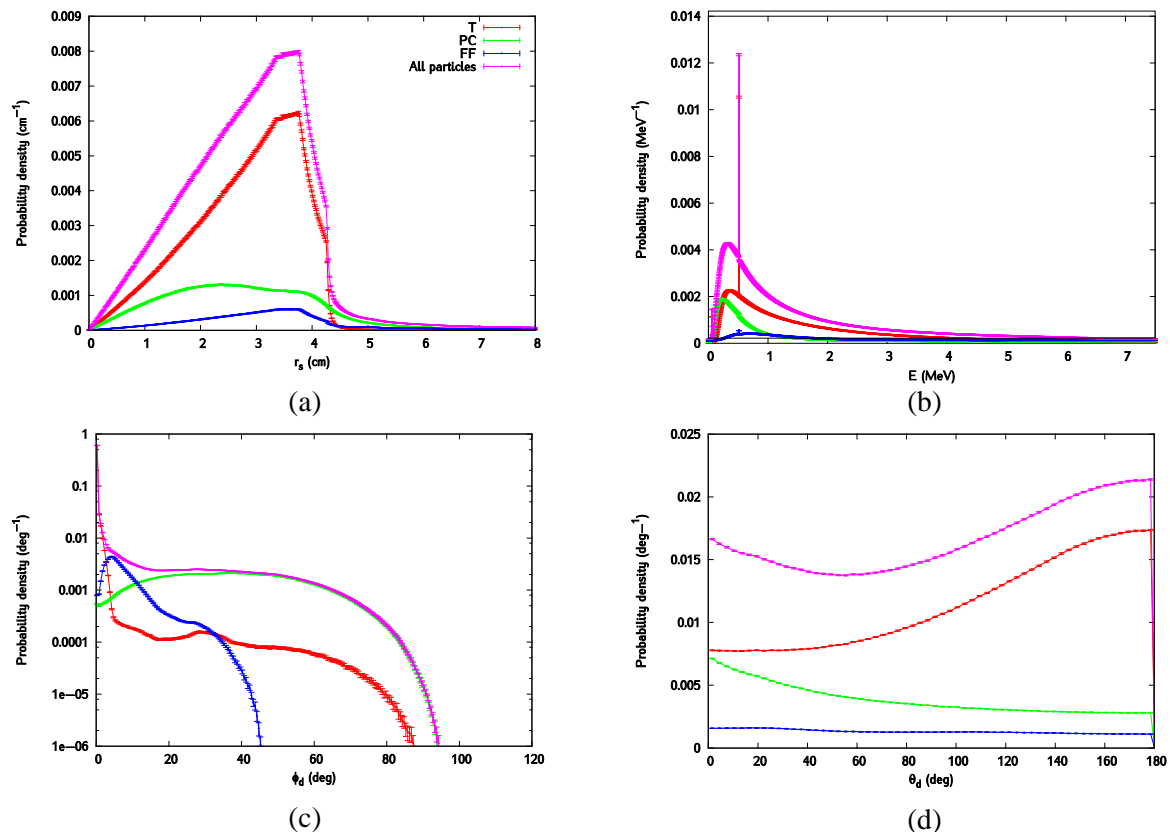 T
PC
FF
All particles
Probability density (cm⁻¹)
0.008
0.007
0.006
0.005
0.004
0.003
0.002
0.001
0
0 1 2 3 4 5 6 7 8
r_s (cm)
(a)
Probability density (MeV⁻¹)
0.014
0.012
0.01
0.008
0.006
0.004
0.002
0
0 1 2 3 4 5 6 7
E (MeV)
(b)
Probability density (deg⁻¹)
1
0.1
0.01
0.001
0.0001
1e−05
1e−06
0 20 40 60 80 100 120
ϕ_d (deg)
(c)
Probability density (deg—¹)
0.025
0.02
0.015
0.01
0.005
0
0 20 40 60 80 100 120 140 160 180
θ_d (deg)
(d)